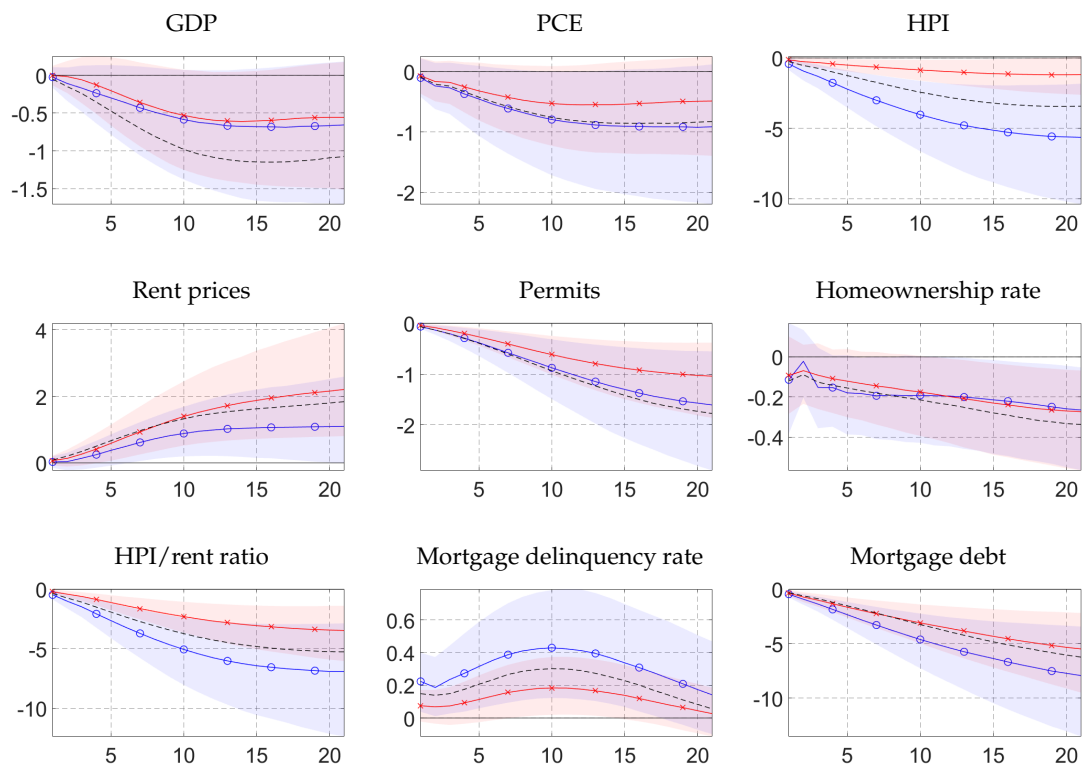 GDP
PCE
HPI
0
-0.5
-1
-1.5
5 10 15 20
0
-1
-2
5 10 15 20
0
-5
-10
5 10 15 20
Rent prices
Permits
Homeownership rate
4
2
0
5 10 15 20
0
-1
-2
5 10 15 20
0
-0.2
-0.4
5 10 15 20
HPI/rent ratio
Mortgage delinquency rate
Mortgage debt
0
-5
-10
5 10 15 20
0.6
0.4
0.2
0
5 10 15 20
0
-5
-10
5 10 15 20